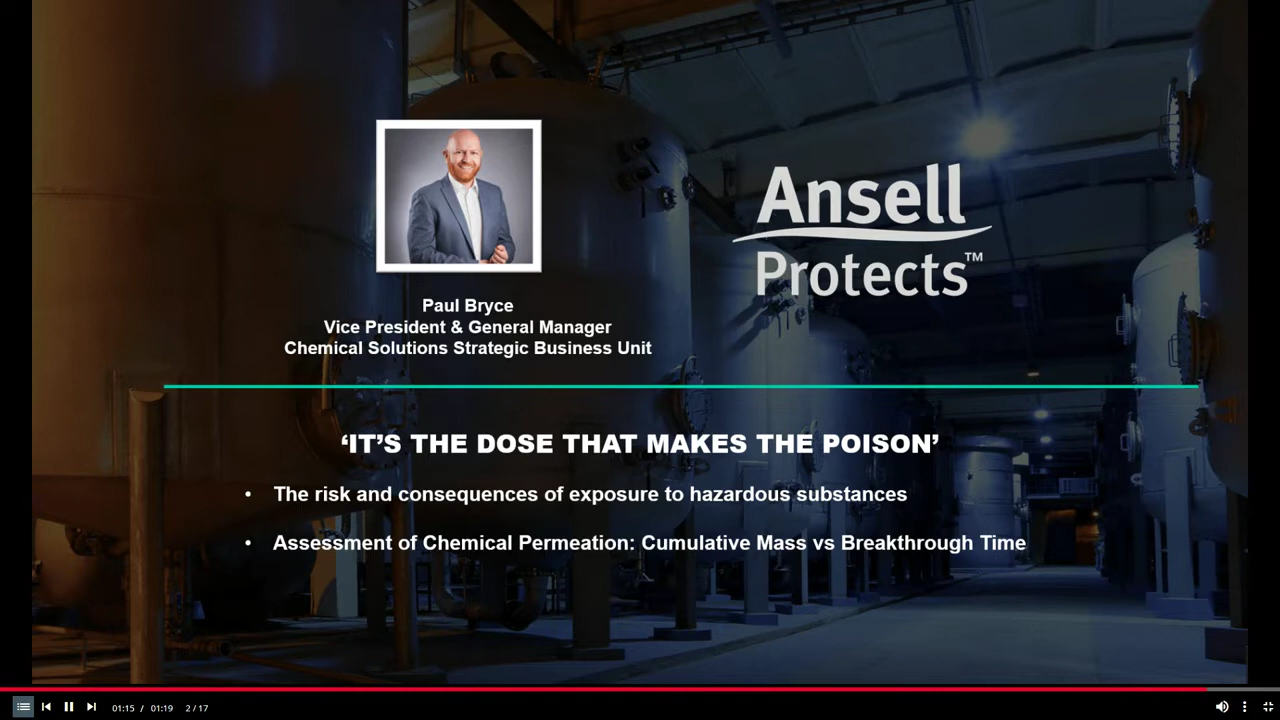 Ansell
Protects™
Paul Bryce
Vice President & General Manager
Chemical Solutions Strategic Business Unit
‘IT’S THE DOSE THAT MAKES THE POISON’
• The risk and consequences of exposure to hazardous substances
• Assessment of Chemical Permeation: Cumulative Mass vs Breakthrough Time
01:15 / 01:19 2 / 17